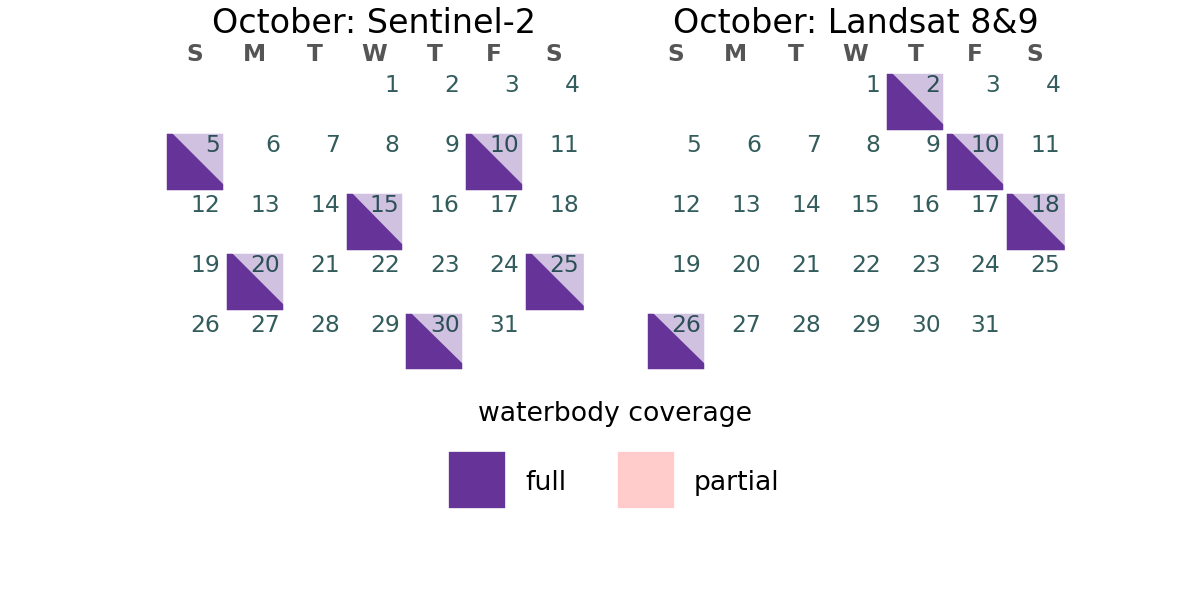 October: Sentinel-2
S M T W T F S
1 2 3 4
5 6 7 8 9 10 11
12 13 14 15 16 17 18
19 20 21 22 23 24 25
26 27 28 29 30 31
October: Landsat 8&9
S M T W T F S
1 2 3 4
5 6 7 8 9 10 11
12 13 14 15 16 17 18
19 20 21 22 23 24 25
26 27 28 29 30 31
waterbody coverage
full partial